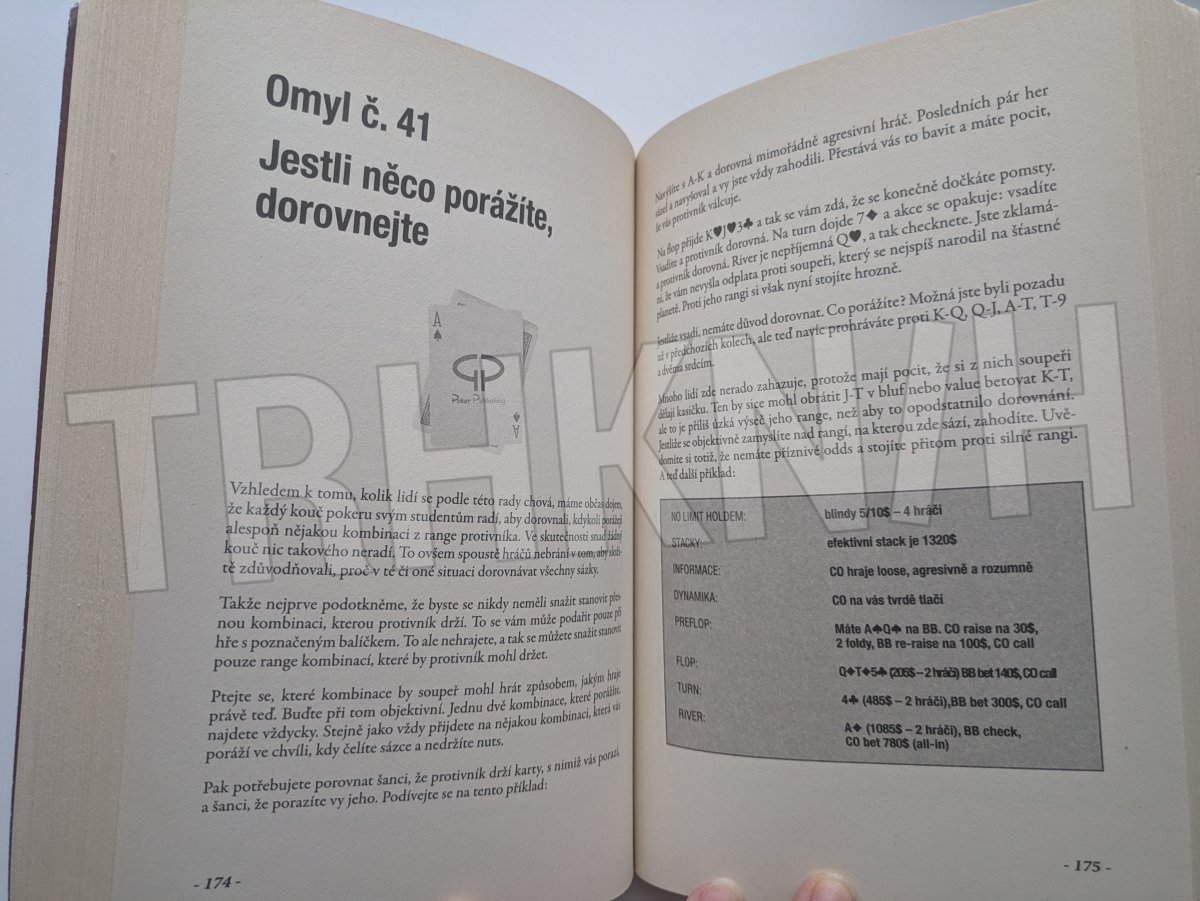 Omyl č. 41
Jestli něco porážíte,
dorovnejte
A
Poker Publishing
A
Vzhledem k tomu, kolik lidí se podle této rady chová, máme občas dojem,
že každý kouč pokeru svým studentům radí, aby dorovnali, kdykoli porážejí
alespoň nějakou kombinaci z range protivníka. Ve skutečnosti snad žádný
kouč nic takového neradí. To ovšem spoustě hráčů nebrání v tom, aby složi-
tě zdůvodňovali, proč v té či oné situaci dorovnávat všechny sázky.
Takže nejprve podotkněme, že byste se nikdy neměli snažit stanovit přes-
nou kombinaci, kterou protivník drží. To se vám může podařit pouze při
hře s poznačeným balíčkem. To ale nehrajete, a tak se můžete snažit stanovit
pouze range kombinací, které by protivník mohl držet.
Ptejte se, které kombinace by soupeř mohl hrát způsobem, jakým hraje
právě teď. Buďte při tom objektivní. Jednu dvě kombinace, které porážíte,
najdete vždycky. Stejně jako vždy přijdete na nějakou kombinaci, která vás
poráží ve chvíli, kdy čelíte sázce a nedržíte nuts.
Pak potřebujete porovnat šanci, že protivník drží karty, s nimiž vás porazí,
a šanci, že porazíte vy jeho. Podívejte se na tento příklad:
- 174 -
Navýšíte s A-K a dorovná mimořádně agresivní hráč. Posledních pár her
sázel a navyšoval a vy jste vždy zahodili. Přestává vás to bavit a máte pocit,
že vás protivník válcuje.
Na flop přijde K♥J♥3♣ a tak se vám zdá, že se konečně dočkáte pomsty.
Vsadíte a protivník dorovná. Na turn dojde 7♦ a akce se opakuje: vsadíte
a protivník dorovná. River je nepříjemná Q♥, a tak checknete. Jste zklamá-
ni, že vám nevyšla odplata proti soupeři, který se nejspíš narodil na šťastné
planetě. Proti jeho rangi si však nyní stojíte hrozně.
Jestliže vsadí, nemáte důvod dorovnat. Co porážíte? Možná jste byli pozadu
už v předchozích kolech, ale teď navíc prohráváte proti K-Q, Q-J, A-T, T-9
a dvěma srdcím.
Mnoho lidí zde nerado zahazuje, protože mají pocit, že si z nich soupeři
dělají kasičku. Ten by sice mohl obrátit J-T v bluf nebo value betovat K-T,
ale to je příliš úzká výseč jeho range, než aby to opodstatnilo dorovnání.
Jestliže se objektivně zamyslíte nad rangí, na kterou zde sází, zahodíte. Uvě-
domíte si totiž, že nemáte příznivé odds a stojíte přitom proti silné rangi.
A teď další příklad:
NO LIMIT HOLDEM: blindy 5/10$ – 4 hráči
STACKY: efektivní stack je 1320$
INFORMACE: CO hraje loose, agresivně a rozumně
DYNAMIKA: CO na vás tvrdě tlačí
PREFLOP: Máte A♠Q♠ na BB. CO raise na 30$,
2 foldy, BB re-raise na 100$, CO call
FLOP: Q♦T♦5♣ (205$ – 2 hráči) BB bet 140$, CO call
TURN: 4♣ (485$ – 2 hráči),BB bet 300$, CO call
RIVER: A♦ (1085$ – 2 hráči), BB check,
CO bet 780$ (all-in)
- 175 -
TRHKNIH